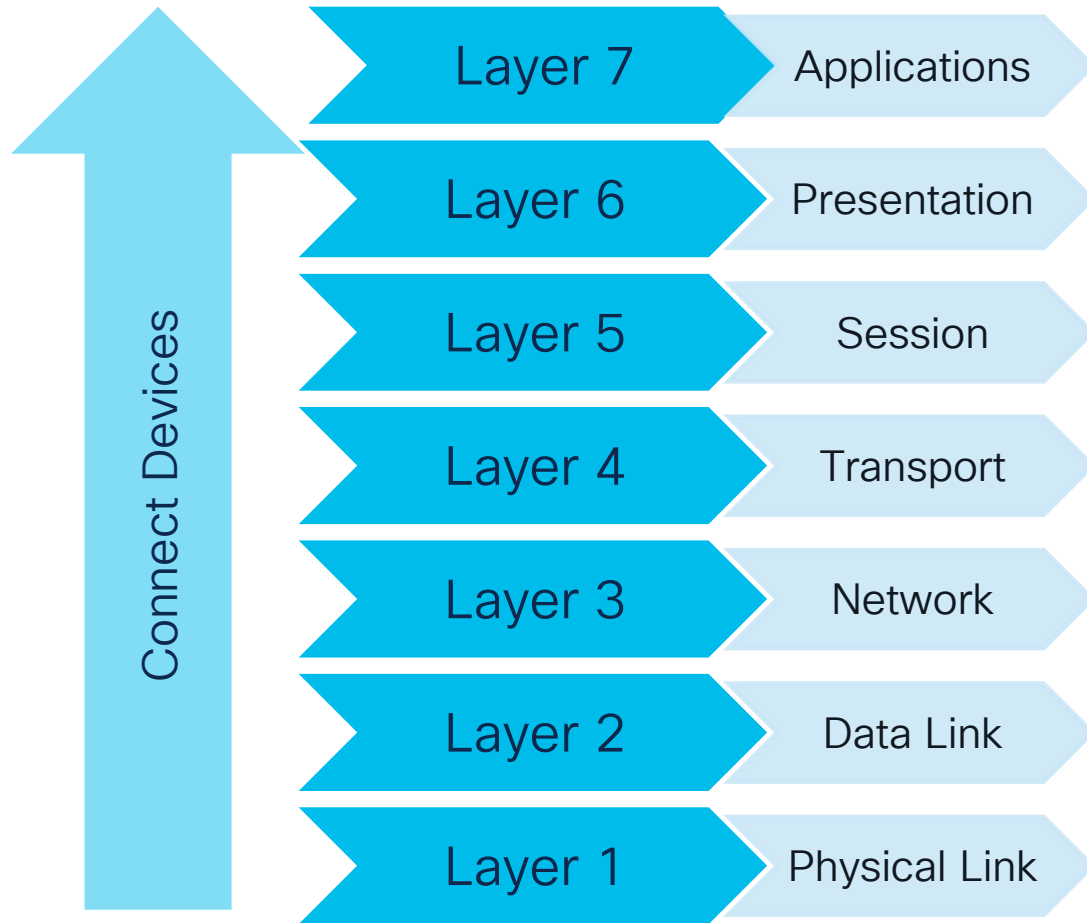 Connect Devices
Layer 7
Applications
Layer 6
Presentation
Layer 5
Session
Layer 4
Transport
Layer 3
Network
Layer 2
Data Link
Layer 1
Physical Link